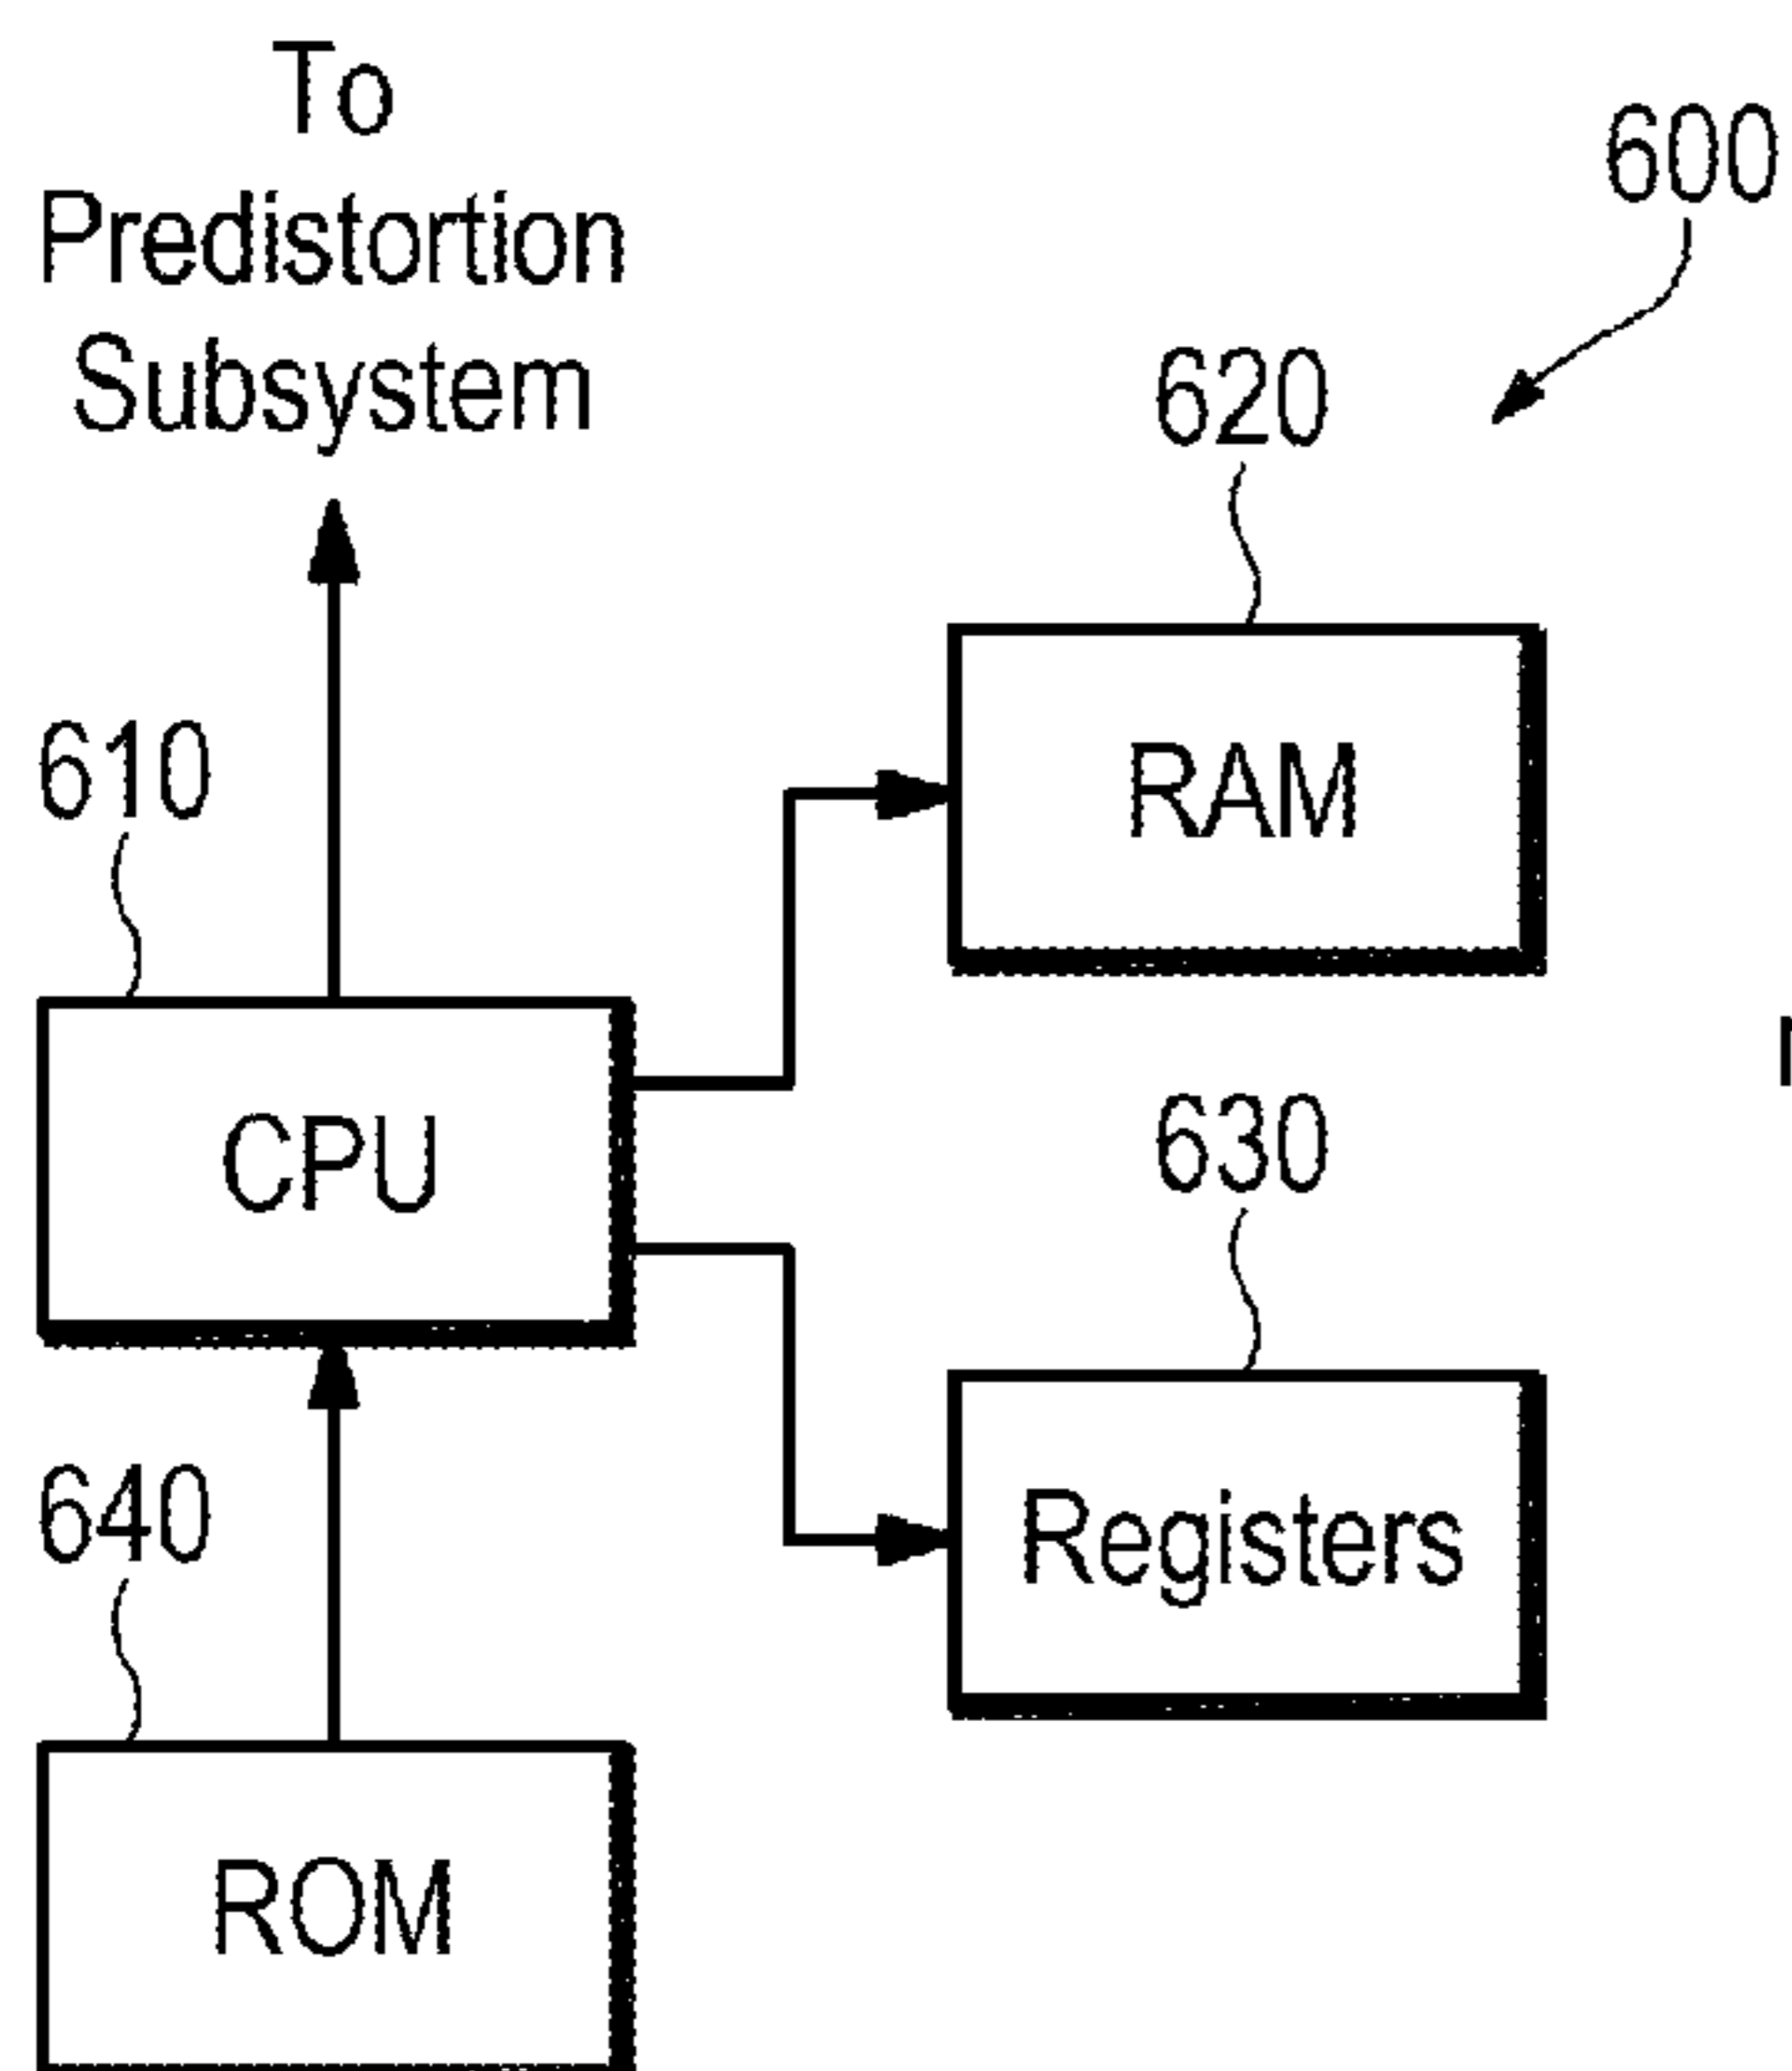 To
Predistortion
Subsystem
600
620
RAM
610
CPU
630
Registers
640
ROM